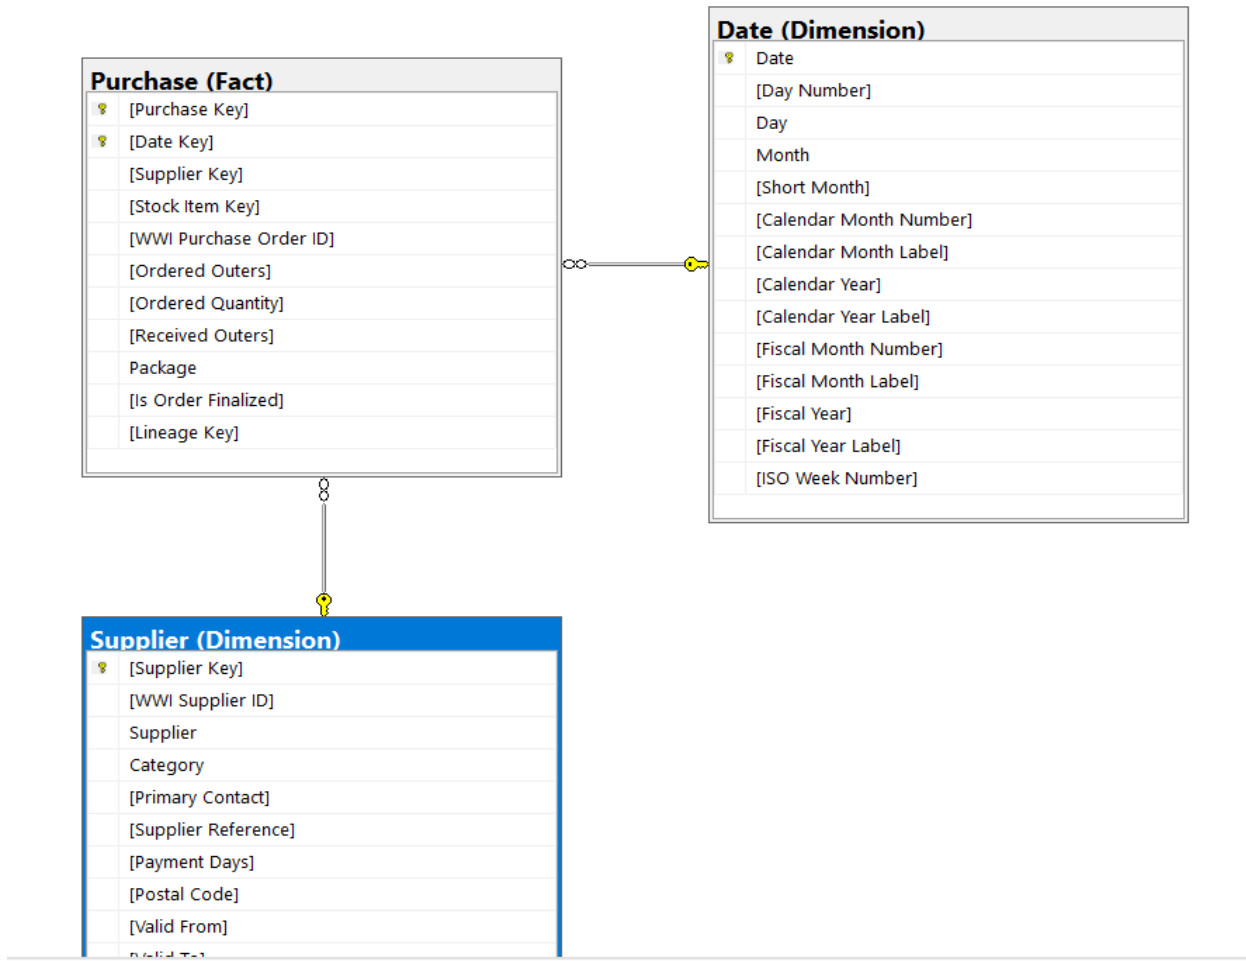 Purchase (Fact)
[Purchase Key]
[Date Key]
[Supplier Key]
[Stock Item Key]
[WWI Purchase Order ID]
[Ordered Outers]
[Ordered Quantity]
[Received Outers]
Package
[Is Order Finalized]
[Lineage Key]
Date (Dimension)
Date
[Day Number]
Day
Month
[Short Month]
[Calendar Month Number]
[Calendar Month Label]
[Calendar Year]
[Calendar Year Label]
[Fiscal Month Number]
[Fiscal Month Label]
[Fiscal Year]
[Fiscal Year Label]
[ISO Week Number]
Supplier (Dimension)
[Supplier Key]
[WWI Supplier ID]
Supplier
Category
[Primary Contact]
[Supplier Reference]
[Payment Days]
[Postal Code]
[Valid From]
[Valid To]